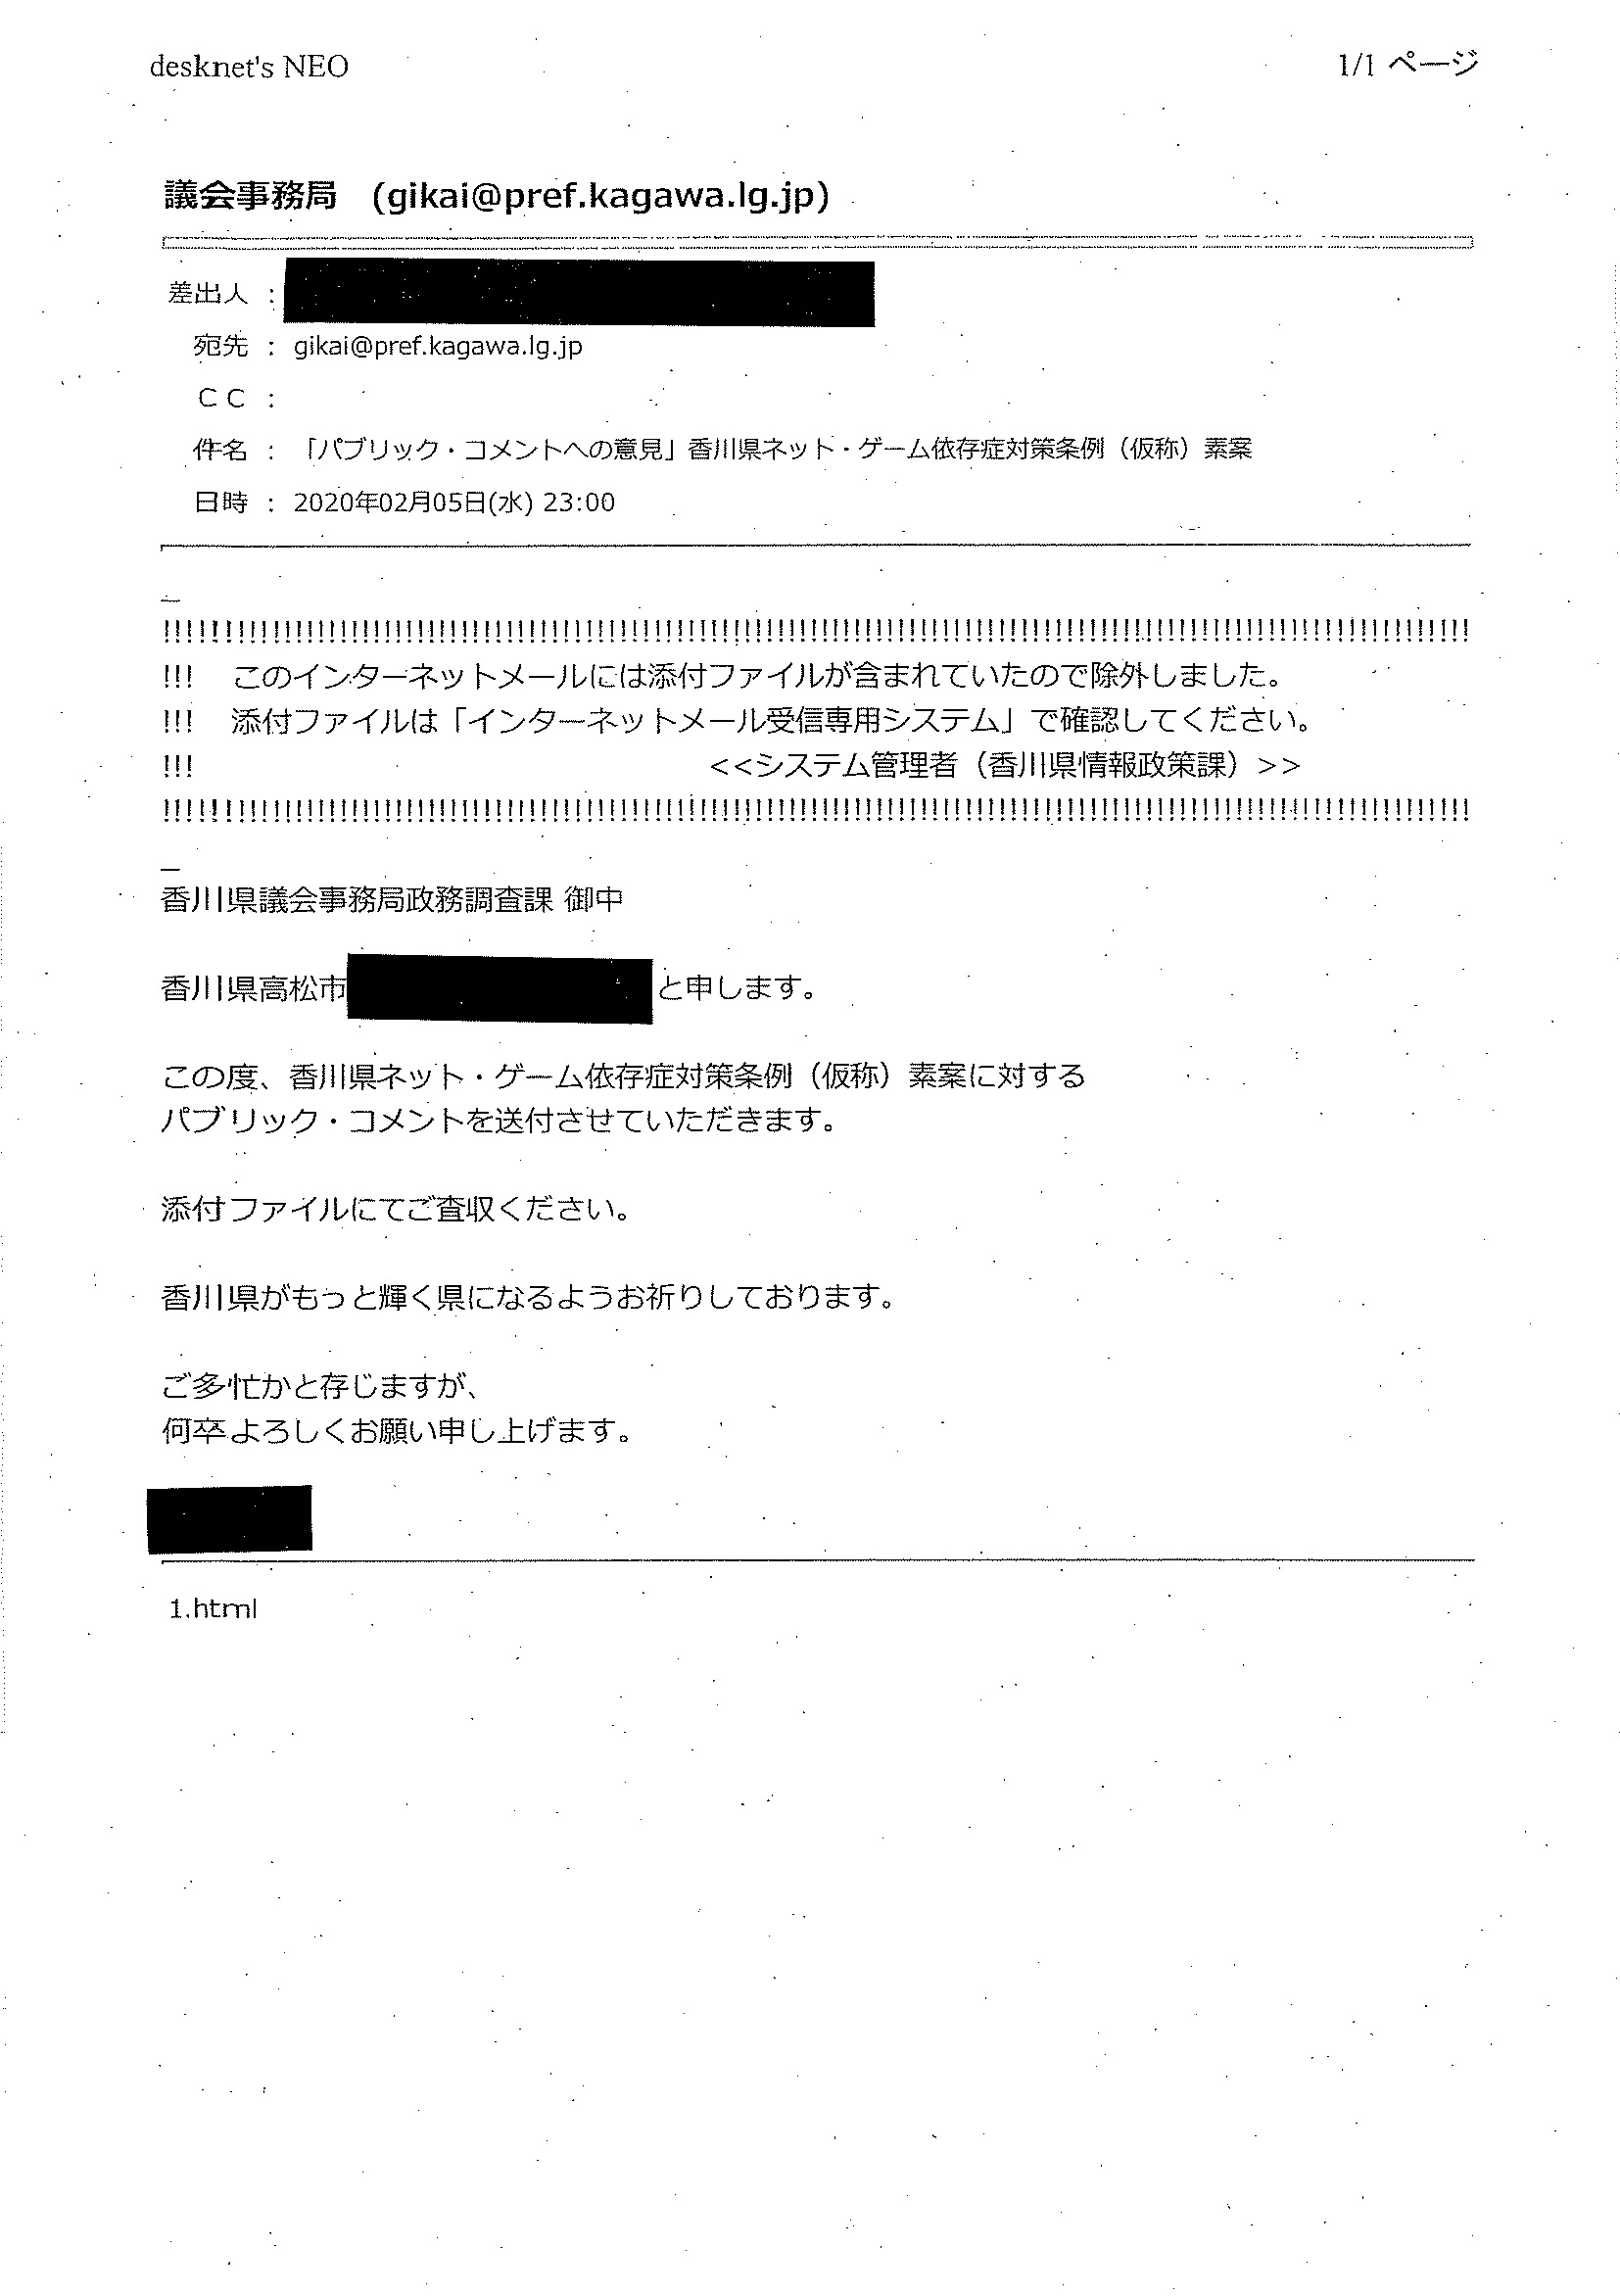 desknet's NEO
1/1 ページ
議会事務局 (gikai@pref.kagawa.lg.jp)
差出人 :
宛先 : gikai@pref.kagawa.lg.jp
ＣＣ :
件名 : 「パブリック・コメントへの意見」香川県ネット・ゲーム依存症対策条例（仮称）素案
日時 : 2020年02月05日(水) 23:00
_
!!!!!!!!!!!!!!!!!!!!!!!!!!!!!!!!!!!!!!!!!!!!!!!!!!!!!!!!!!!!!!!!!!!!!!!!!!!!!!!!!!!!!!!!!!!!!!!!!!!!!!!!!!!!
!!! このインターネットメールには添付ファイルが含まれていたので除外しました。
!!! 添付ファイルは「インターネットメール受信専用システム」で確認してください。
!!! <<システム管理者（香川県情報政策課）>>
!!!!!!!!!!!!!!!!!!!!!!!!!!!!!!!!!!!!!!!!!!!!!!!!!!!!!!!!!!!!!!!!!!!!!!!!!!!!!!!!!!!!!!!!!!!!!!!!!!!!!!!!!!!!
_
香川県議会事務局政務調査課 御中
香川県高松市 と申します。
この度、香川県ネット・ゲーム依存症対策条例（仮称）素案に対する
パブリック・コメントを送付させていただきます。
添付ファイルにてご査収ください。
香川県がもっと輝く県になるようお祈りしております。
ご多忙かと存じますが、
何卒よろしくお願い申し上げます。
1.html